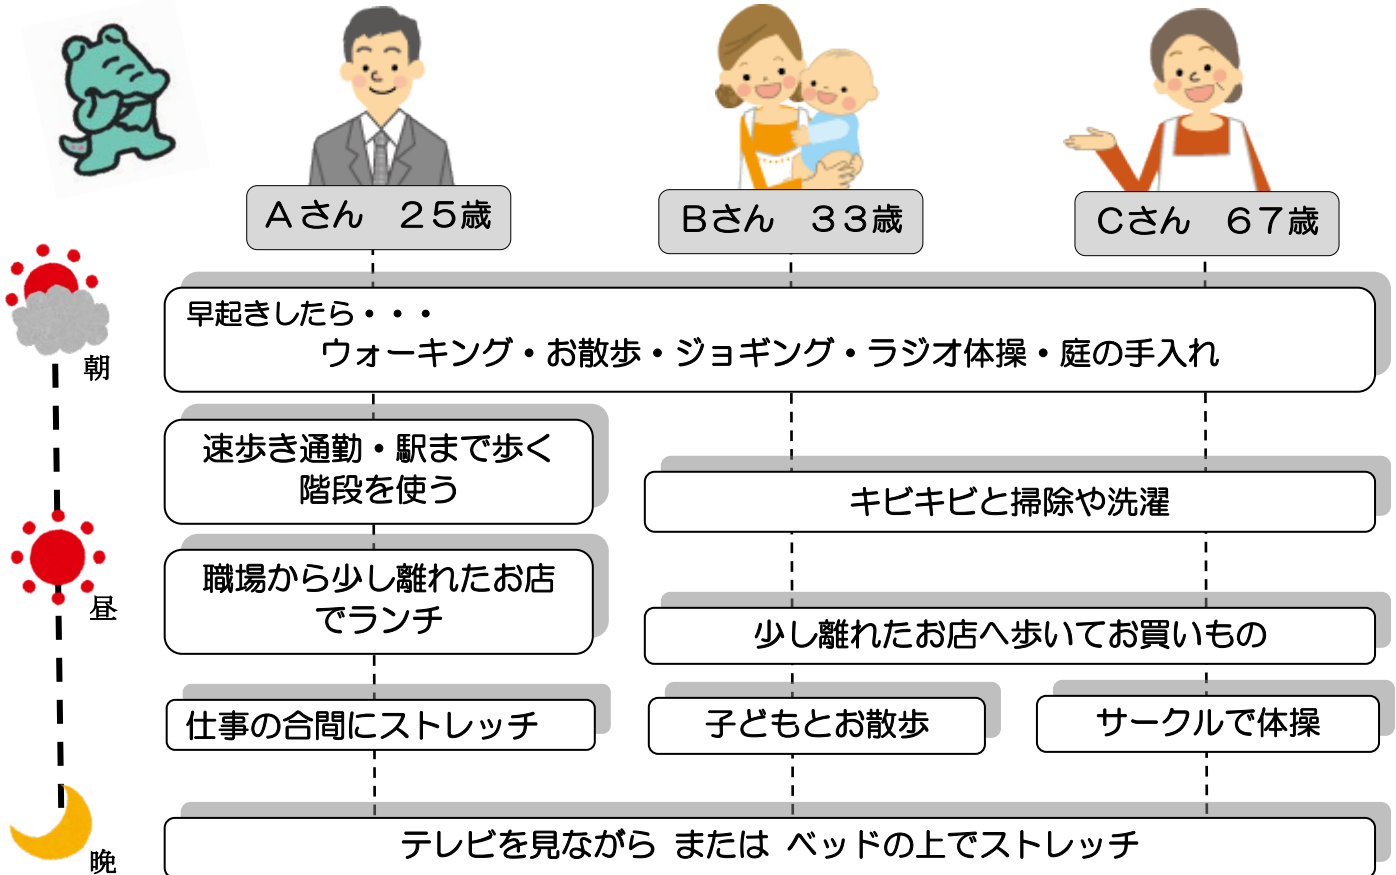 Aさん　２５歳
Bさん　３３歳
Cさん　６７歳
朝
早起きしたら・・・
ウォーキング・お散歩・ジョギング・ラジオ体操・庭の手入れ
速歩き通勤・駅まで歩く
階段を使う
キビキビと掃除や洗濯
昼
職場から少し離れたお店
でランチ
少し離れたお店へ歩いてお買いもの
仕事の合間にストレッチ
子どもとお散歩
サークルで体操
晩
テレビを見ながら または ベッドの上でストレッチ